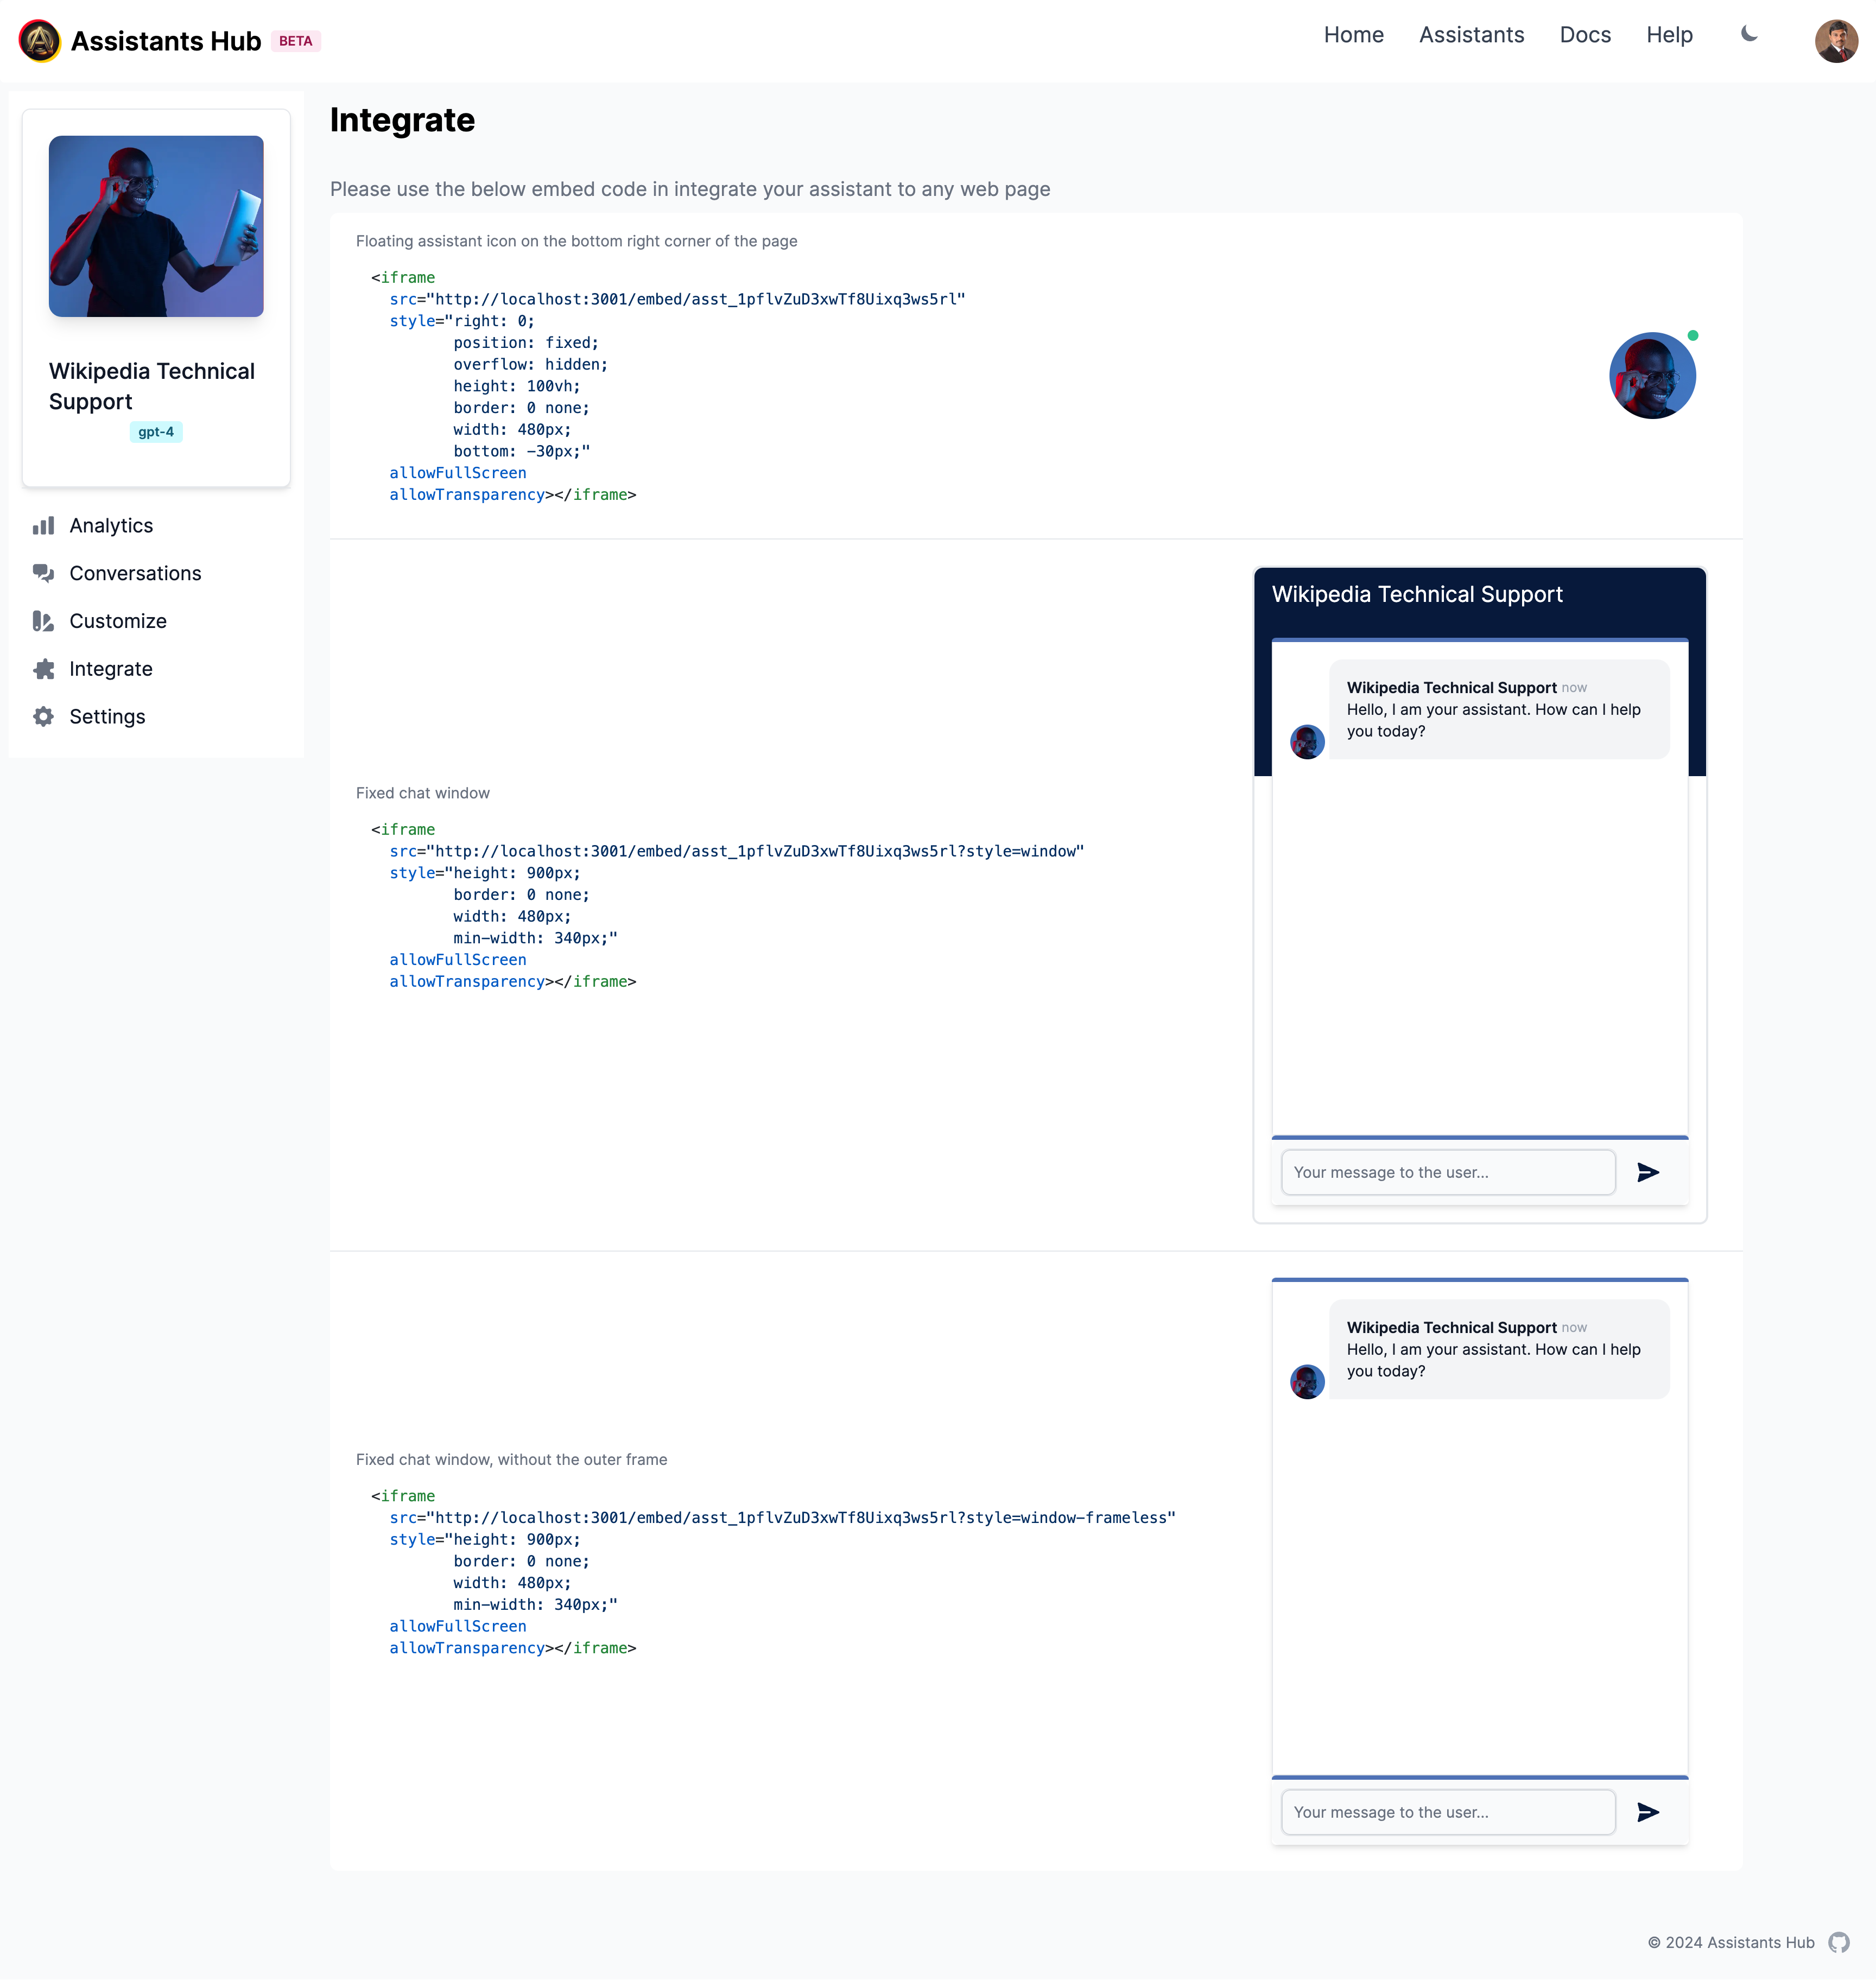 Assistants Hub BETA
Home Assistants Docs Help
Wikipedia Technical
Support
gpt-4
Analytics
Conversations
Customize
Integrate
Settings
Integrate
Please use the below embed code in integrate your assistant to any web page
Floating assistant icon on the bottom right corner of the page
<iframe
src="http://localhost:3001/embed/asst_1pflvZuD3xwTf8Uixq3ws5rl"
style="right: 0;
position: fixed;
overflow: hidden;
height: 100vh;
border: 0 none;
width: 480px;
bottom: -30px;"
allowFullScreen
allowTransparency></iframe>
Fixed chat window
<iframe
src="http://localhost:3001/embed/asst_1pflvZuD3xwTf8Uixq3ws5rl?style=window"
style="height: 900px;
border: 0 none;
width: 480px;
min-width: 340px;"
allowFullScreen
allowTransparency></iframe>
Wikipedia Technical Support
Wikipedia Technical Support now
Hello, I am your assistant. How can I help
you today?
Your message to the user...
Fixed chat window, without the outer frame
<iframe
src="http://localhost:3001/embed/asst_1pflvZuD3xwTf8Uixq3ws5rl?style=window-frameless"
style="height: 900px;
border: 0 none;
width: 480px;
min-width: 340px;"
allowFullScreen
allowTransparency></iframe>
Wikipedia Technical Support now
Hello, I am your assistant. How can I help
you today?
Your message to the user...
© 2024 Assistants Hub